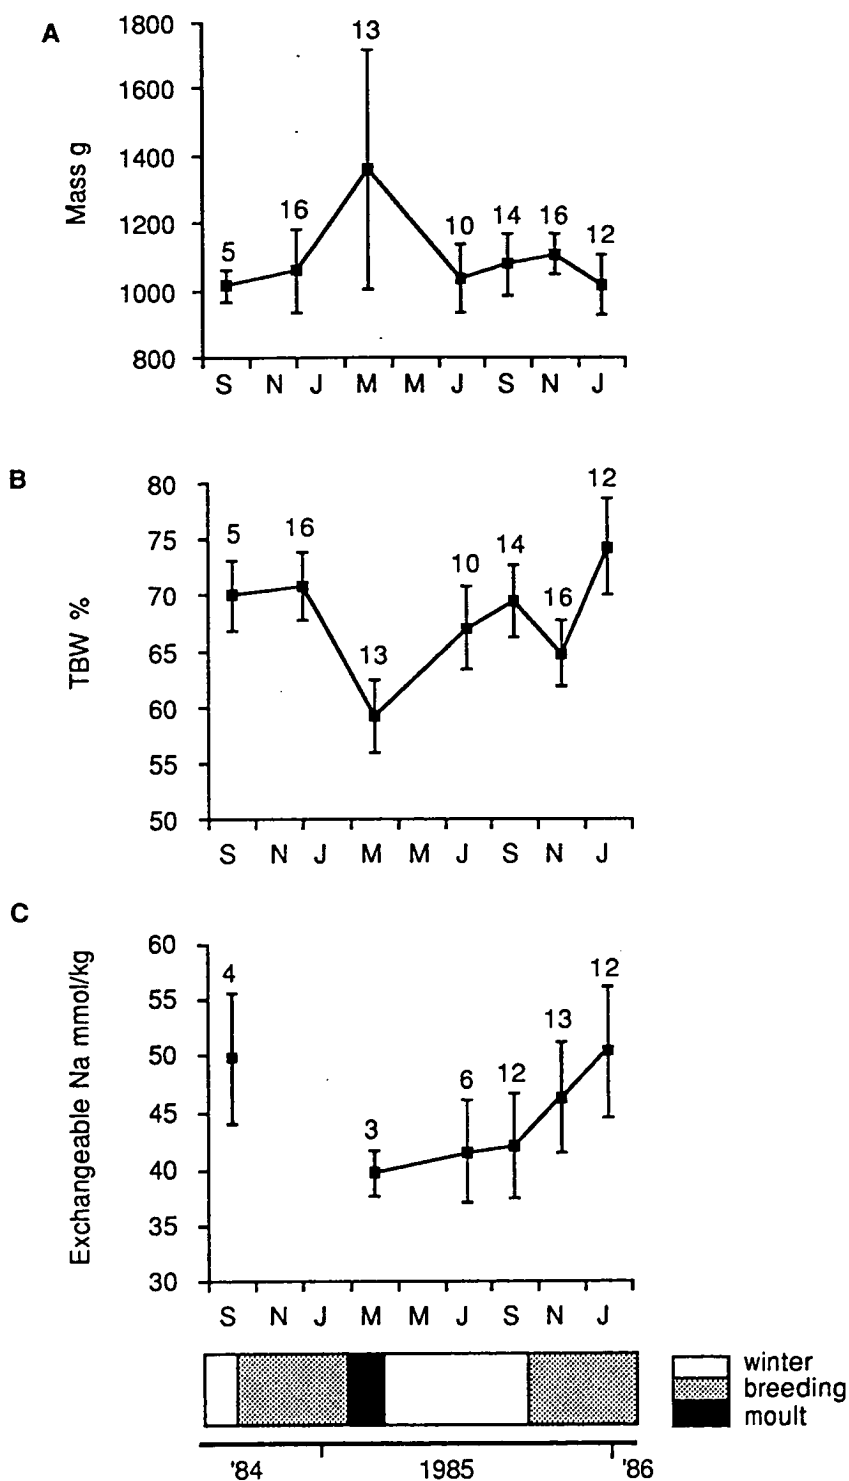 A
1800
13
1600
1400
Mass g
16
10 14 16
1200
5
12
1000
800
S N J M M J S N J
B
80
12
75
5 16
14
10
70
16
TBW %
65
13
60
55
50
S N J M M J S N J
C
60
4
12
55
13
Exchangeable Na mmol/kg
50
6 12
45
3
40
35
30
S N J M M J S N J
winter
breeding
moult
'84 1985 '86